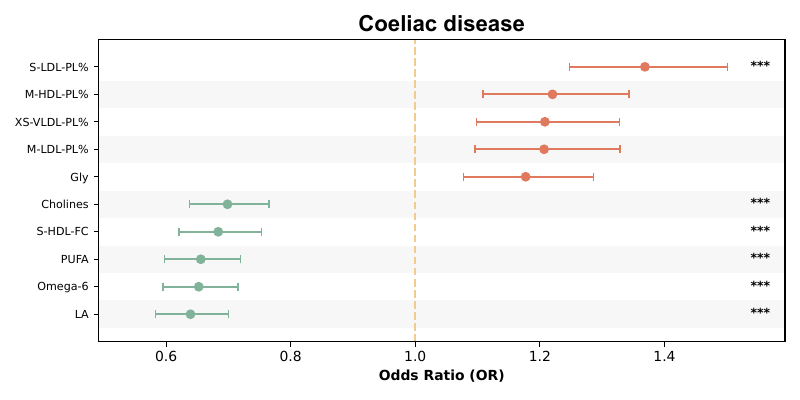 Coeliac disease
S-LDL-PL% ***
M-HDL-PL%
XS-VLDL-PL%
M-LDL-PL%
Gly
Cholines ***
S-HDL-FC ***
PUFA ***
Omega-6 ***
LA ***
0.6 0.8 1.0 1.2 1.4
Odds Ratio (OR)